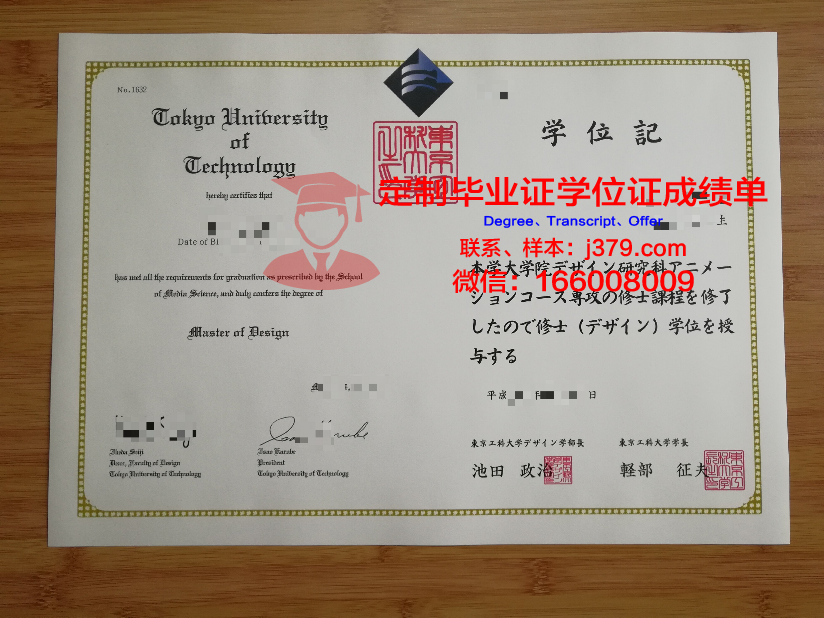 No.1632
Tokyo University
of
Technology
hereby certifies that
Date of Bi
has met all the requirements for graduation as prescribed by the School
of Media Science, and duly confers the degree of
Master of Design
Dean, Faculty of Design
Tokyo University of Technology
President
Tokyo University of Technology
学位記
定制毕业证学位证成绩单
Degree、Transcript、Offer
联系、样本：j379.com
微信：166008009
本学大学院デザイン研究科アニメー
ションコース専攻の修士課程を修了
したので修士（デザイン）学位を授
与する
平成 日
東京工科大学デザイン学部長
池田 政治
東京工科大学学長
軽部 征夫